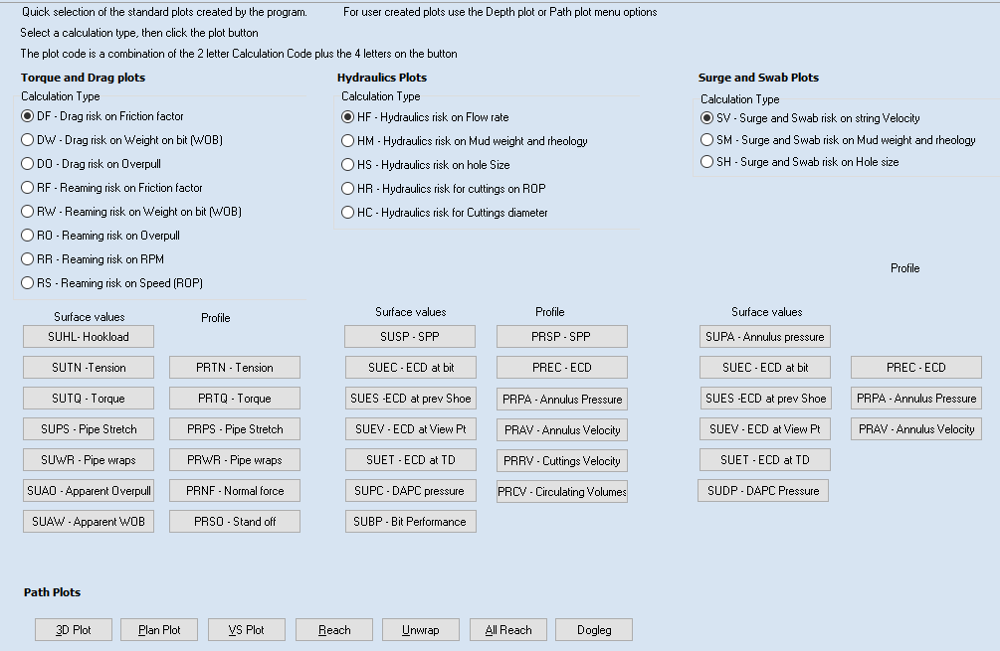 Quick selection of the standard plots created by the program. For user created plots use the Depth plot or Path plot menu options
Select a calculation type, then click the plot button
The plot code is a combination of the 2 letter Calculation Code plus the 4 letters on the button
Torque and Drag plots
Calculation Type
DF - Drag risk on Friction factor
DW - Drag risk on Weight on bit (WOB)
DO - Drag risk on Overpull
RF - Reaming risk on Friction factor
RW - Reaming risk on Weight on bit (WOB)
RO - Reaming risk on Overpull
RR - Reaming risk on RPM
RS - Reaming risk on Speed (ROP)
Surface values
SUHL- Hookload
SUTN -Tension
SUTQ - Torque
SUPS - Pipe Stretch
SUWR - Pipe wraps
SUAO - Apparent Overpull
SUAW - Apparent WOB
Profile
PRTN - Tension
PRTQ - Torque
PRPS - Pipe Stretch
PRWR - Pipe wraps
PRNF - Normal force
PRSO - Stand off
Hydraulics Plots
Calculation Type
HF - Hydraulics risk on Flow rate
HM - Hydraulics risk on Mud weight and rheology
HS - Hydraulics risk on hole Size
HR - Hydraulics risk for cuttings on ROP
HC - Hydraulics risk for Cuttings diameter
Surface values
SUSP - SPP
SUEC - ECD at bit
SUES -ECD at prev Shoe
SUEV - ECD at View Pt
SUET - ECD at TD
SUPC - DAPC pressure
SUBP - Bit Performance
Profile
PRSP - SPP
PREC - ECD
PRPA - Annulus Pressure
PRAV - Annulus Velocity
PRRV - Cuttings Velocity
PRCV - Circulating Volumes
Surge and Swab Plots
Calculation Type
SV - Surge and Swab risk on string Velocity
SM - Surge and Swab risk on Mud weight and rheology
SH - Surge and Swab risk on Hole size
Surface values
SUPA - Annulus pressure
SUEC - ECD at bit
SUES -ECD at prev Shoe
SUEV - ECD at View Pt
SUET - ECD at TD
SUDP - DAPC Pressure
Profile
PREC - ECD
PRPA - Annulus Pressure
PRAV - Annulus Velocity
Path Plots
3D Plot
Plan Plot
VS Plot
Reach
Unwrap
All Reach
Dogleg